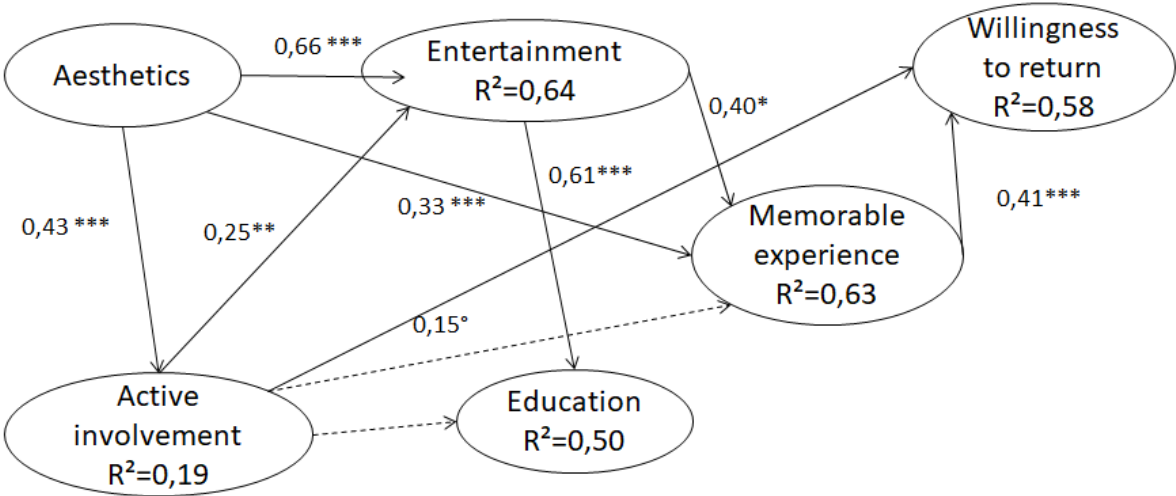 Aesthetics
0,66 ***
Entertainment
R²=0,64
Willingness
to return
R²=0,58
0,40*
0,61***
0,43 ***
0,25**
0,33 ***
0,41***
Memorable
experience
R²=0,63
0,15°
Active
involvement
R²=0,19
Education
R²=0,50